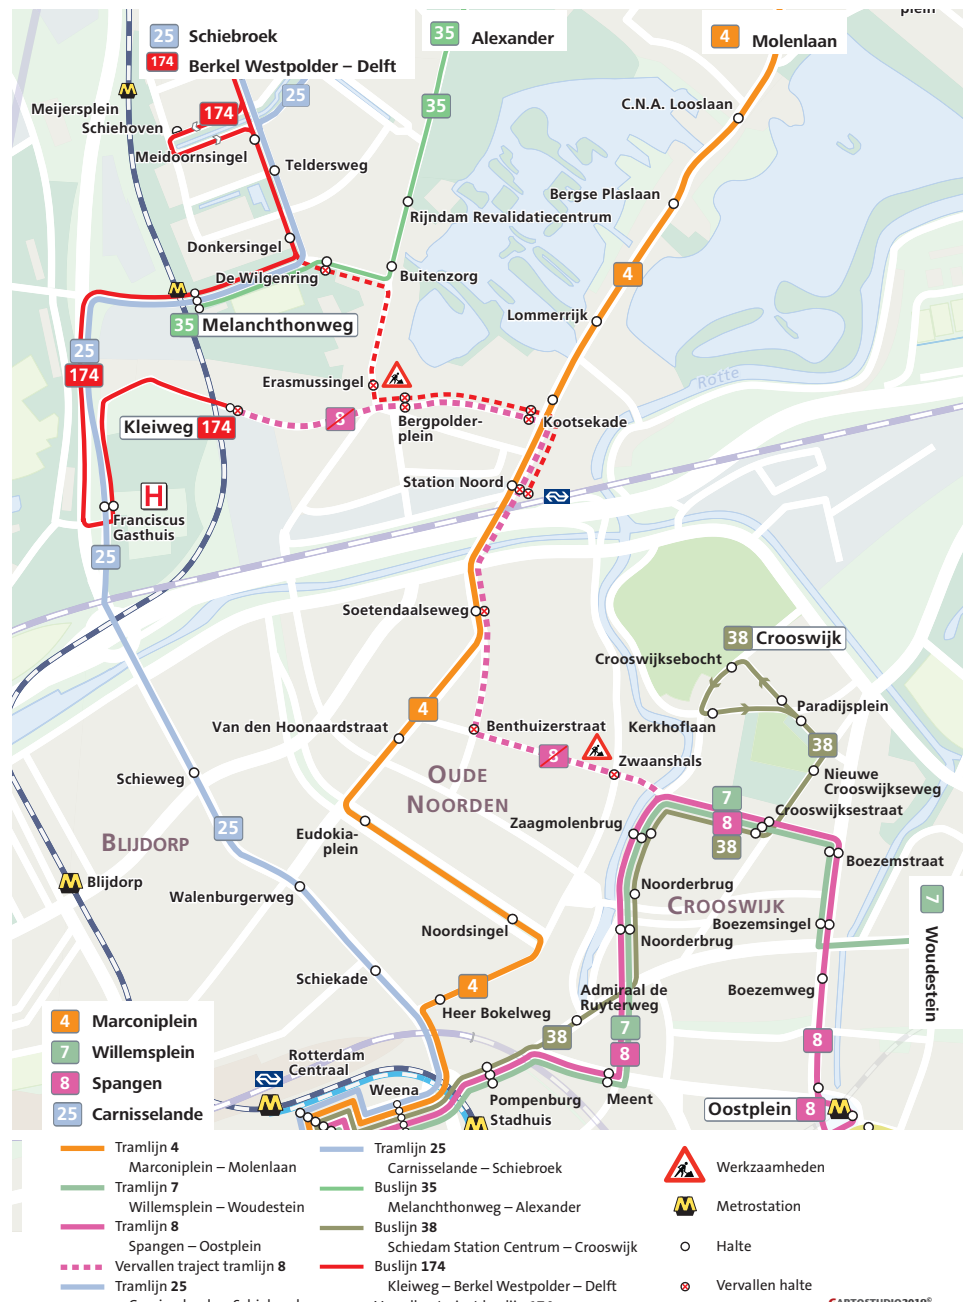 plein
25 Schiebroek
174 Berkel Westpolder – Delft
35 Alexander
4 Molenlaan
25
35
174
Meijersplein
Schiehoven
Meidoornsingel
Teldersweg
C.N.A. Looslaan
Bergse Plaslaan
Rijndam Revalidatiecentrum
Donkersingel
De Wilgenring
Buitenzorg
4
35 Melanchthonweg
Lommerrijk
25
174
Rotte
Erasmussingel
Kleiweg 174
8
Bergpolder-
plein
Kootsekade
Station Noord
H
Franciscus
Gasthuis
25
Soetendaalseweg
38 Crooswijk
Crooswijksebocht
Paradijsplein
Kerkhoflaan
4
Van den Hoonaardstraat
Benthuizerstraat
8
Zwaanshals
38
Nieuwe
Crooswijkseweg
Schieweg
OUDE
NOORDEN
7
8
38
Crooswijksestraat
Zaagmolenbrug
25
Eudokia-
plein
BLIJDORP
Boezemstraat
Blijdorp
Walenburgerweg
Noorderbrug
CROOSWIJK
7 Woudestein
Noordsingel
Boezemsingel
Noorderbrug
Schiekade
4
Admiraal de
Ruyterweg
Boezemweg
Heer Bokelweg
38
7
8
8
4 Marconiplein
7 Willemsplein
8 Spangen
25 Carnisselande
Rotterdam
Centraal
Weena
Pompenburg
Stadhuis
Meent
Oostplein 8
Tramlijn 4
Marconiplein – Molenlaan
Tramlijn 7
Willemsplein – Woudestein
Tramlijn 8
Spangen – Oostplein
Vervallen traject tramlijn 8
Tramlijn 25
Tramlijn 25
Carnisselande – Schiebroek
Buslijn 35
Melanchthonweg – Alexander
Buslijn 38
Schiedam Station Centrum – Crooswijk
Buslijn 174
Kleiweg – Berkel Westpolder – Delft
Werkzaamheden
Metrostation
Halte
Vervallen halte
CARTOSTUDIO2019©